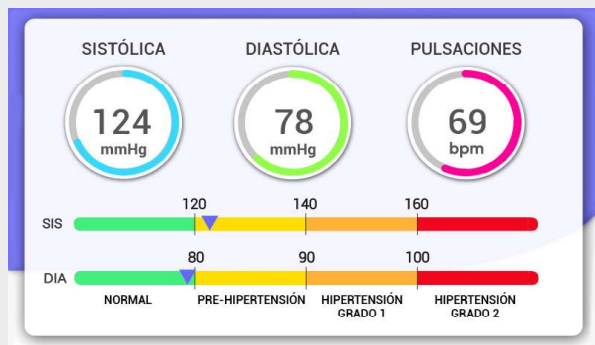 SISTÓLICA DIASTÓLICA PULSACIONES
124 78 69
mmHg mmHg bpm
120 140 160
SIS
80 90 100
DIA
NORMAL PRE-HIPERTENSIÓN HIPERTENSIÓN HIPERTENSIÓN
GRADO 1 GRADO 2